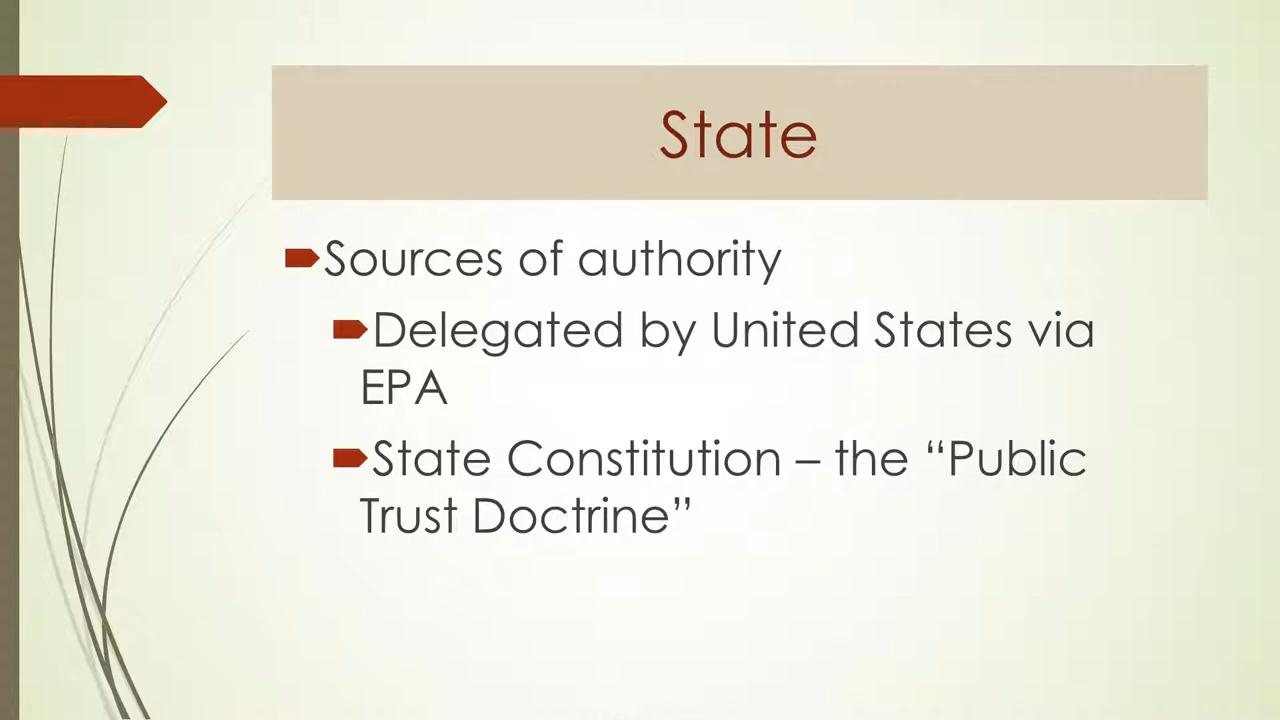 State
Sources of authority
Delegated by United States via
EPA
State Constitution – the “Public
Trust Doctrine”